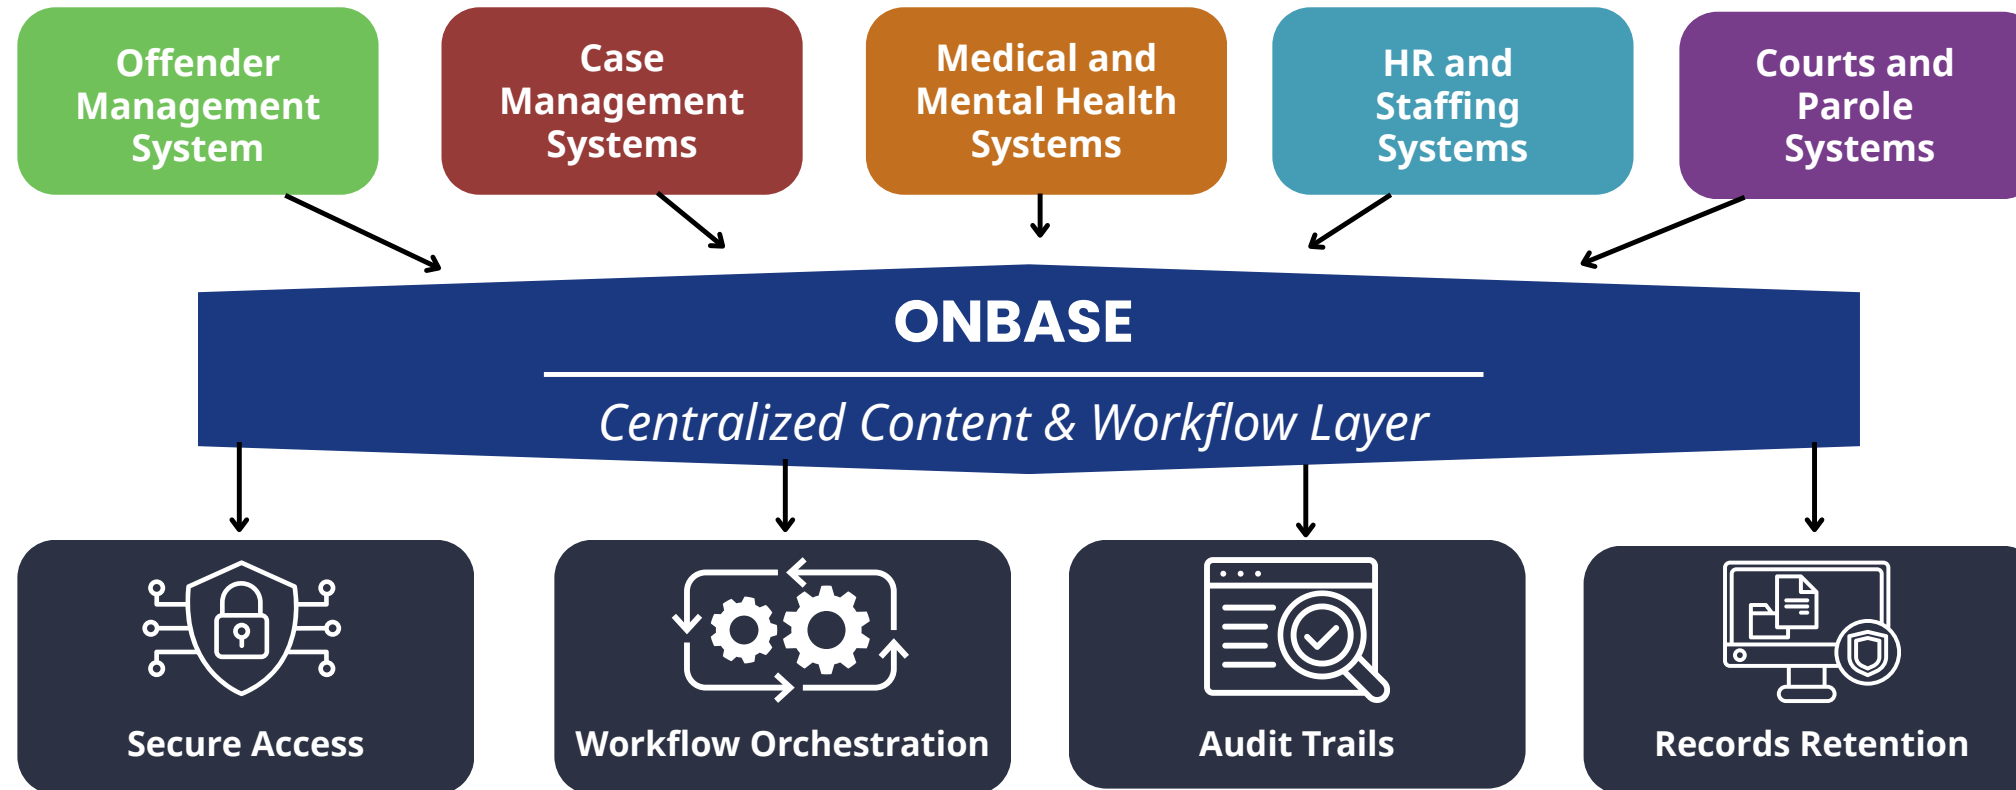 Offender
Management
System
Case
Management
Systems
Medical and
Mental Health
Systems
HR and
Staffing
Systems
Courts and
Parole
Systems
ONBASE
Centralized Content & Workflow Layer
Secure Access
Workflow Orchestration
Audit Trails
Records Retention